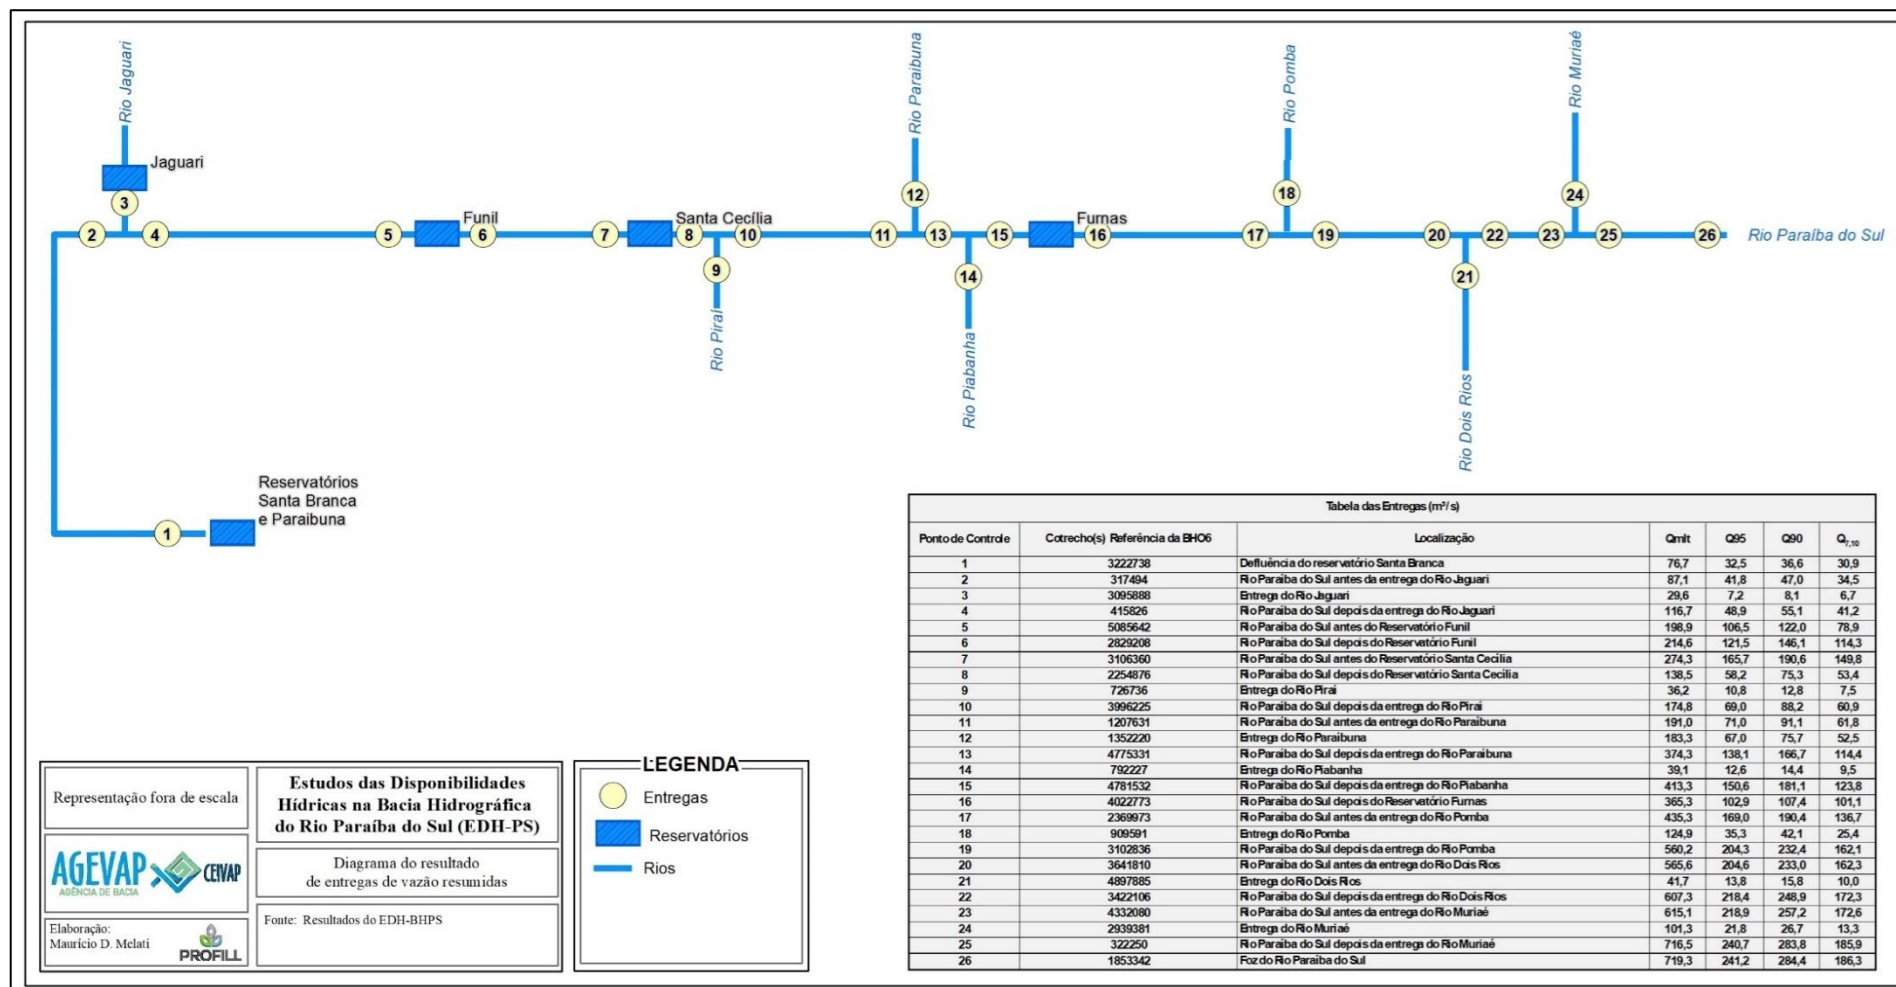 Rio Jaguari
Jaguari
Rio Paraibuna
Rio Pomba
Rio Muriaé
3
12
18
24
2
4
5
Funil
6
7
Santa Cecília
8
10
11
13
15
Furnas
16
17
19
20
22
23
25
26
Rio Paraíba do Sul
9
14
21
Rio Piraí
Rio Piabanha
Rio Dois Rios
Reservatórios
Santa Branca
e Paraibuna
1
Tabela das Entregas (m³/s)
Ponto de Controle Cotrecho(s) Referência da BHO6 Localização Qmlt Q95 Q90 Q7,10
1 3222738 Defluência do reservatório Santa Branca 76,7 32,5 36,6 30,9
2 317494 Rio Paraíba do Sul antes da entrega do Rio Jaguari 87,1 41,8 47,0 34,5
3 3095888 Entrega do Rio Jaguari 29,6 7,2 8,1 6,7
4 415826 Rio Paraíba do Sul depois da entrega do Rio Jaguari 116,7 48,9 55,1 41,2
5 5085642 Rio Paraíba do Sul antes do Reservatório Funil 198,9 106,5 122,0 78,9
6 2829208 Rio Paraíba do Sul depois do Reservatório Funil 214,6 121,5 146,1 114,3
7 3106360 Rio Paraíba do Sul antes do Reservatório Santa Cecília 274,3 165,7 190,6 149,8
8 2254876 Rio Paraíba do Sul depois do Reservatório Santa Cecília 138,5 58,2 75,3 53,4
9 726736 Entrega do Rio Piraí 36,2 10,8 12,8 7,5
10 3996225 Rio Paraíba do Sul depois da entrega do Rio Piraí 174,8 69,0 88,2 60,9
11 1207631 Rio Paraíba do Sul antes da entrega do Rio Paraibuna 191,0 71,0 91,1 61,8
12 1352220 Entrega do Rio Paraibuna 183,3 67,0 75,7 52,5
13 4775331 Rio Paraíba do Sul depois da entrega do Rio Paraibuna 374,3 138,1 166,7 114,4
14 792227 Entrega do Rio Piabanha 39,1 12,6 14,4 9,5
15 4781532 Rio Paraíba do Sul depois da entrega do Rio Piabanha 413,3 150,6 181,1 123,8
16 4022773 Rio Paraíba do Sul depois do Reservatório Furnas 365,3 102,9 107,4 101,1
17 2369973 Rio Paraíba do Sul antes da entrega do Rio Pomba 435,3 169,0 190,4 136,7
18 909591 Entrega do Rio Pomba 124,9 35,3 42,1 25,4
19 3102836 Rio Paraíba do Sul depois da entrega do Rio Pomba 560,2 204,3 232,4 162,1
20 3641810 Rio Paraíba do Sul antes da entrega do Rio Dois Rios 565,6 204,6 233,0 162,3
21 4897885 Entrega do Rio Dois Rios 41,7 13,8 15,8 10,0
22 3422106 Rio Paraíba do Sul depois da entrega do Rio Dois Rios 607,3 218,4 248,9 172,3
23 4332080 Rio Paraíba do Sul antes da entrega do Rio Muriaé 615,1 218,9 257,2 172,6
24 2939381 Entrega do Rio Muriaé 101,3 21,8 26,7 13,3
25 322250 Rio Paraíba do Sul depois da entrega do Rio Muriaé 716,5 240,7 283,8 185,9
26 1853342 Foz do Rio Paraíba do Sul 719,3 241,2 284,4 186,3
Representação fora de escala
Estudos das Disponibilidades
Hídricas na Bacia Hidrográfica
do Rio Paraíba do Sul (EDH-PS)
AGEVAP
AGÊNCIA DE BACIA
CEIVAP
Diagrama do resultado
de entregas de vazão resumidas
Elaboração:
Maurício D. Melati
PROFILL
Fonte: Resultados do EDH-BHPS
LEGENDA
Entregas
Reservatórios
Rios